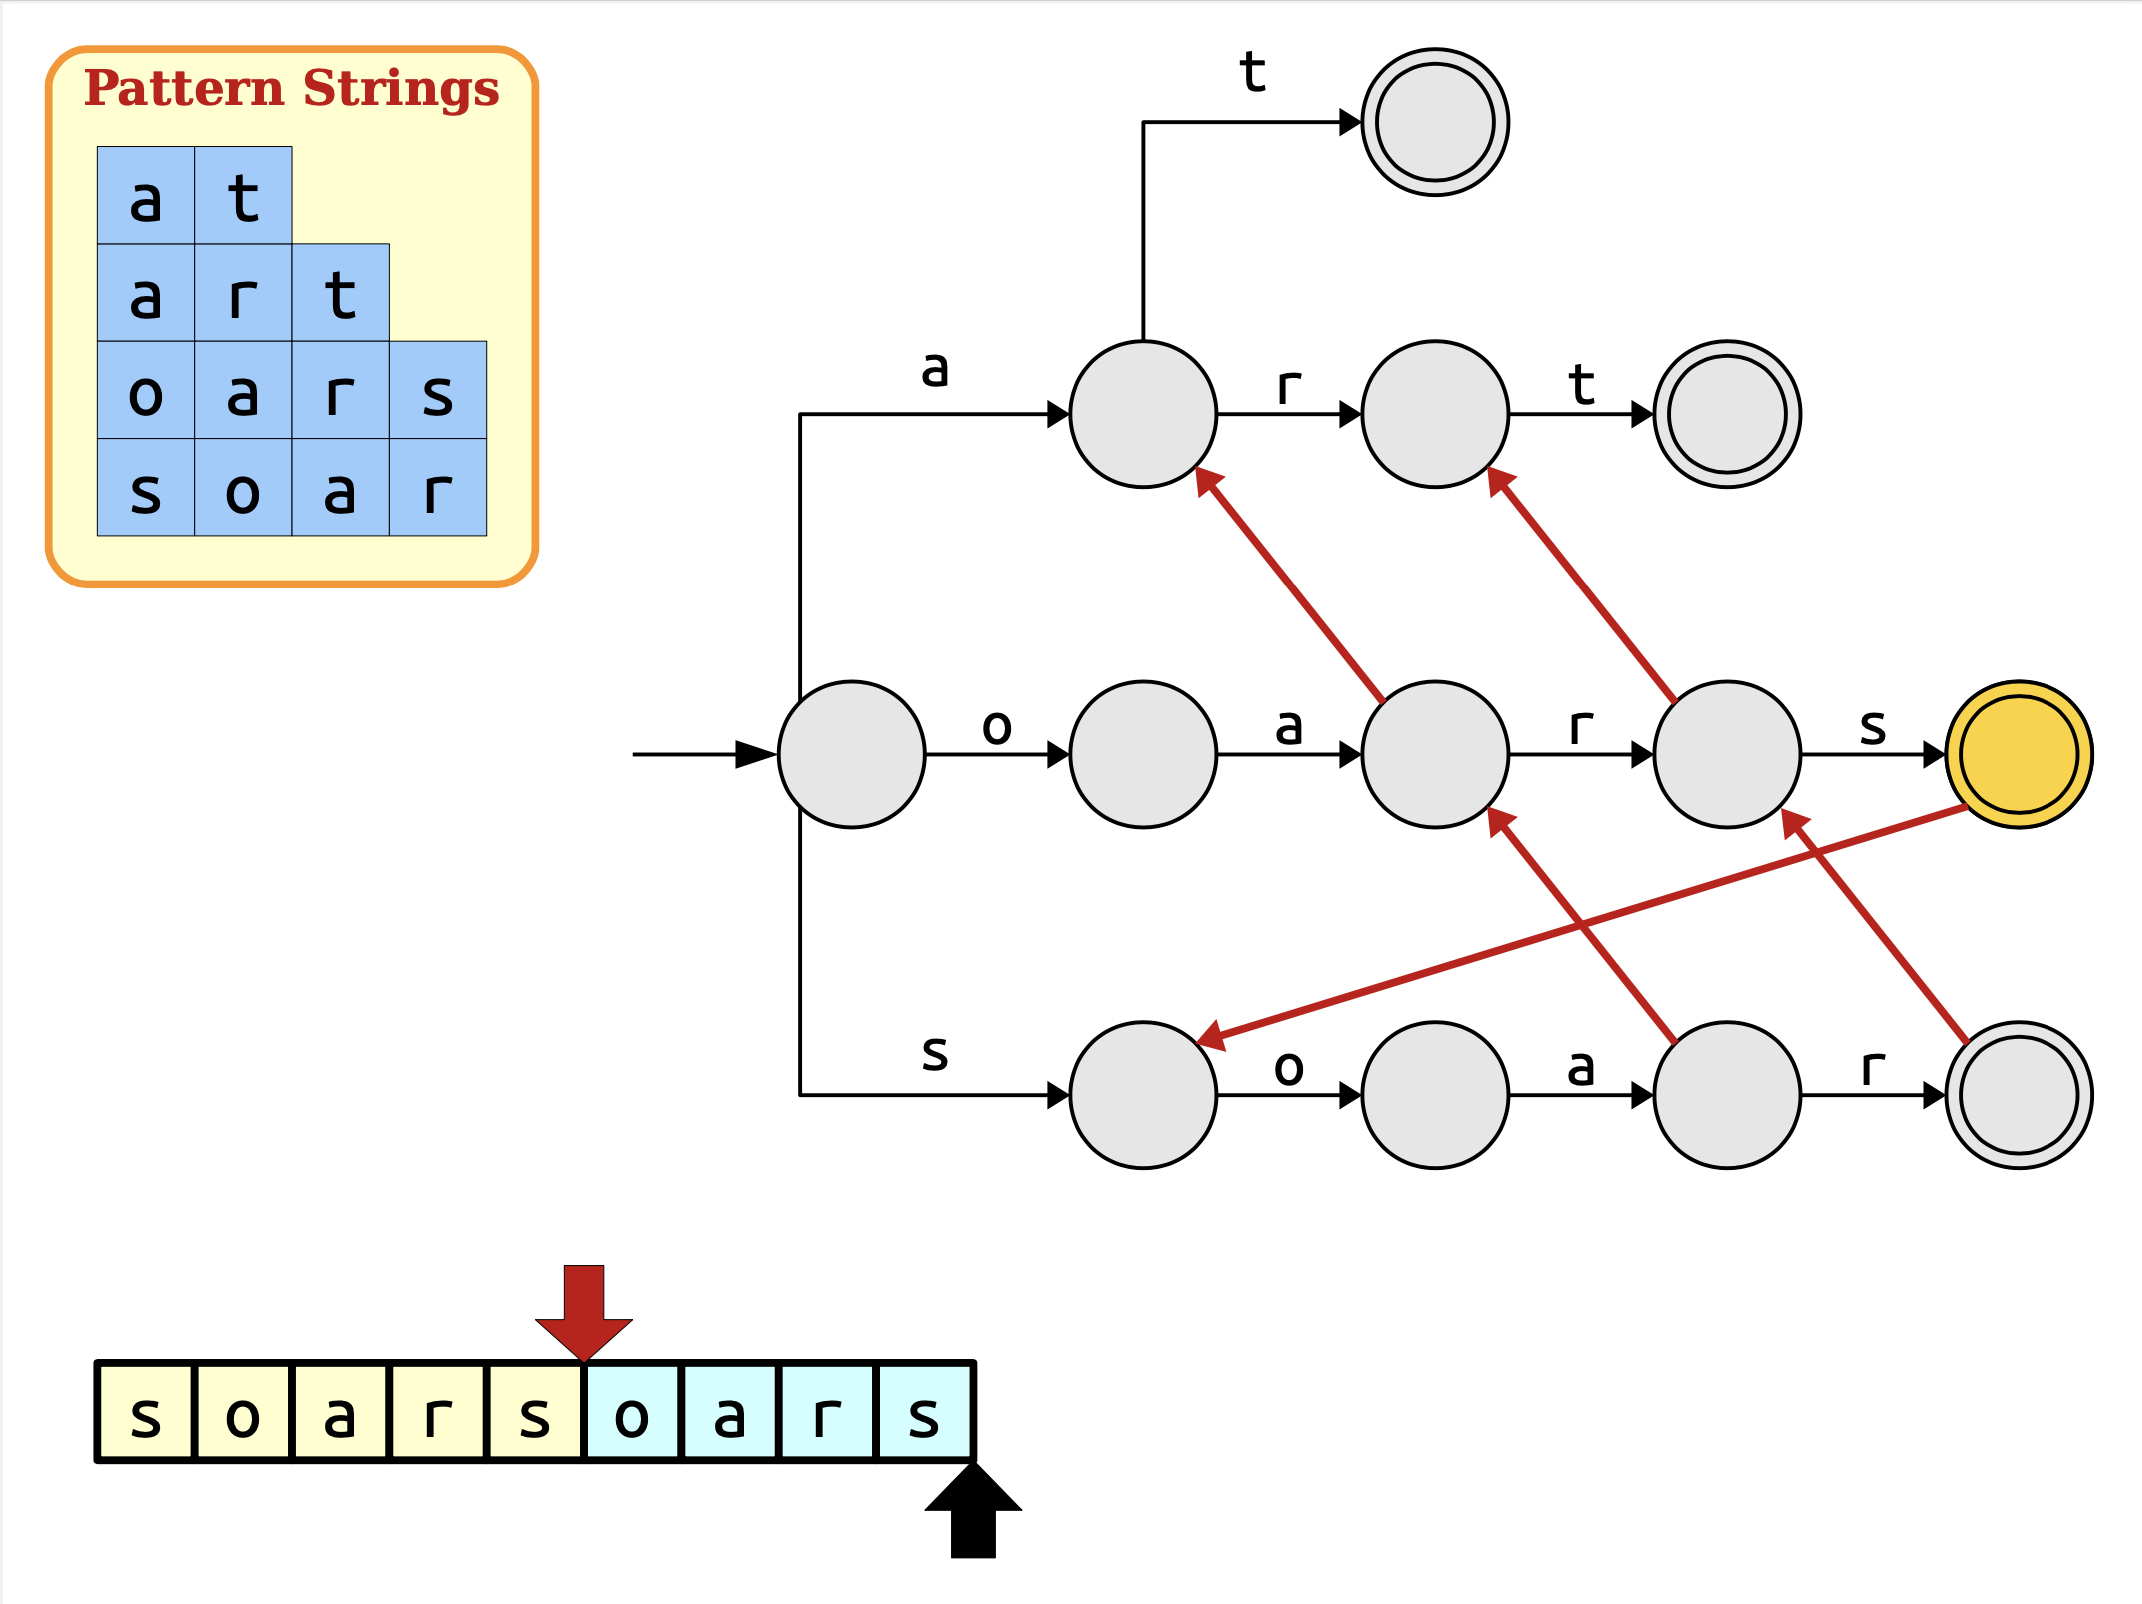 Pattern Strings
a t
a r t
o a r s
s o a r
t
a r t
o a r s
s o a r
s o a r s o a r s